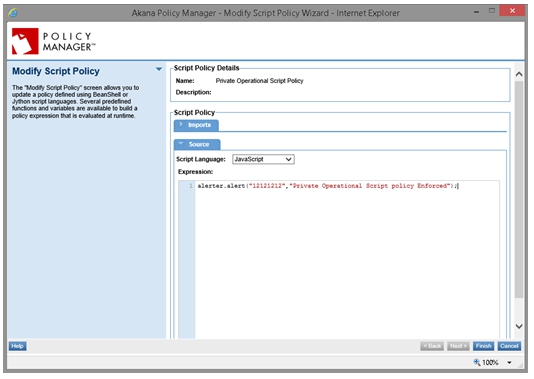 Akana Policy Manager - Modify Script Policy Wizard - Internet Explorer
POLICY
MANAGER™
Modify Script Policy
The "Modify Script Policy" screen allows you to
update a policy defined using BeanShell or
Jython script languages. Several predefined
functions and variables are available to build a
policy expression that is evaluated at runtime.
Script Policy Details
Name: Private Operational Script Policy
Description:
Script Policy
Imports
Source
Script Language: JavaScript
Expression:
1 alerter.alert("12121212","Private Operational Script policy Enforced");
Help
< Back Next > Finish Cancel
100%